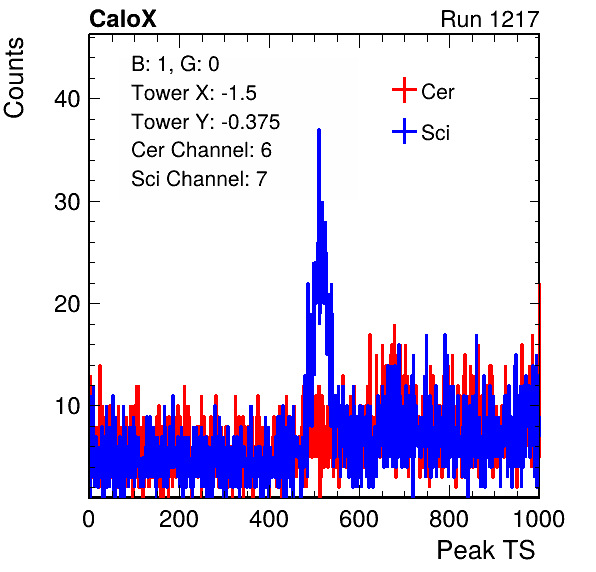 CaloX
Run 1217
Counts
B: 1, G: 0
Tower X: -1.5
Tower Y: -0.375
Cer Channel: 6
Sci Channel: 7
Cer
Sci
40
30
20
10
0 200 400 600 800 1000
Peak TS